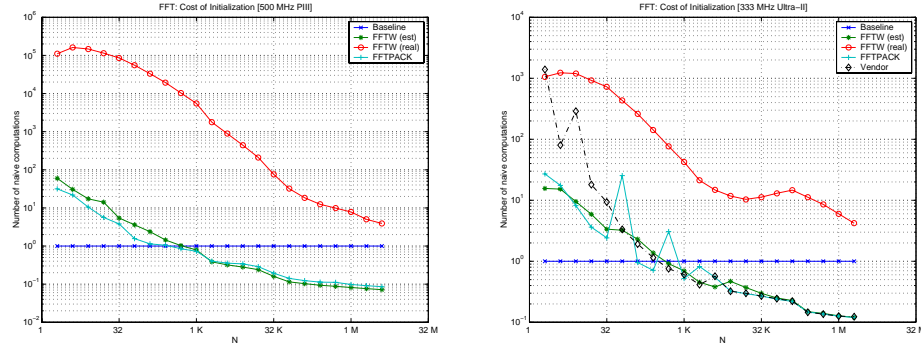 FFT: Cost of Initialization [500 MHz PIII]
10^6
10^5
10^4
10^3
10^2
10^1
10^0
10^−1
10^−2
Number of naive computations
Baseline
FFTW (est)
FFTW (real)
FFTPACK
1
32
1 K
32 K
1 M
32 M
N
FFT: Cost of Initialization [333 MHz Ultra−II]
10^4
10^3
10^2
10^1
10^0
10^−1
Number of naive computations
Baseline
FFTW (est)
FFTW (real)
FFTPACK
Vendor
1
32
1 K
32 K
1 M
32 M
N